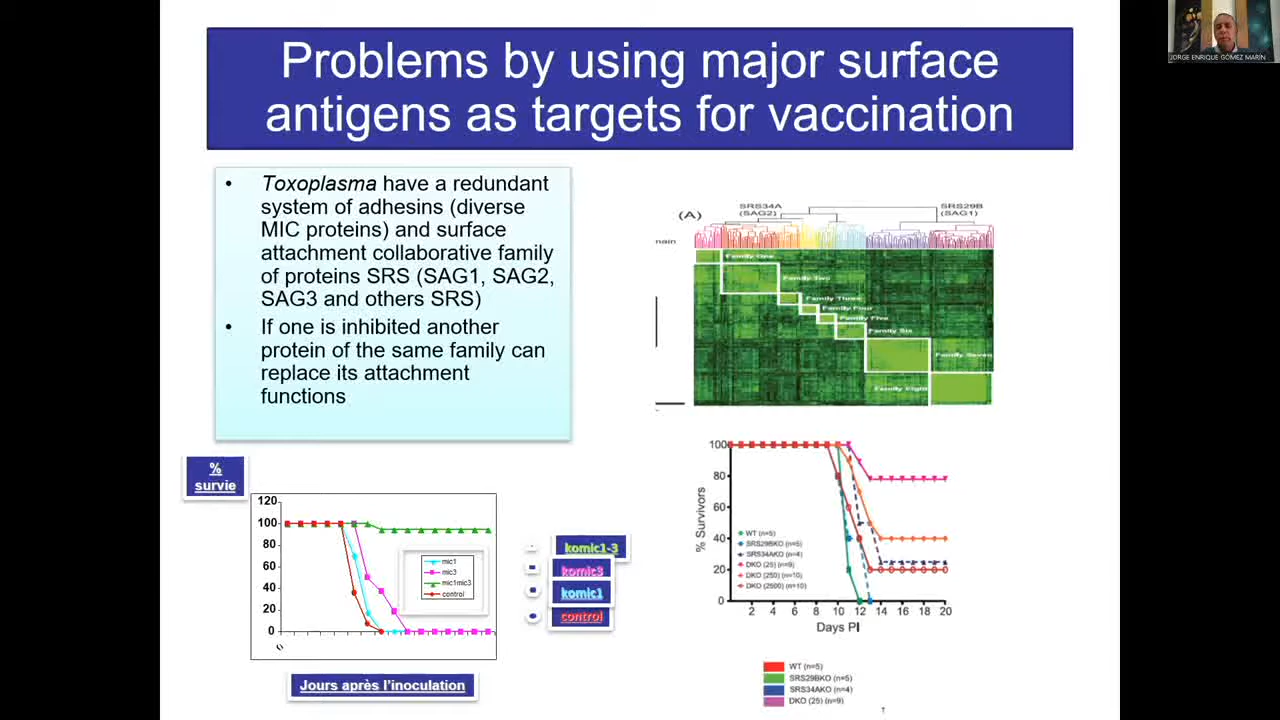 Problems by using major surface
antigens as targets for vaccination
JORGE ENRIQUE GÓMEZ MARIN
• Toxoplasma have a redundant
system of adhesins (diverse
MIC proteins) and surface
attachment collaborative family
of proteins SRS (SAG1, SAG2,
SAG3 and others SRS)
• If one is inhibited another
protein of the same family can
replace its attachment
functions
(A)
SRS34A
(SAG2)
SRS29B
(SAG1)
Family One
Family Two
Family Three
Family Four
Family Five
Family Six
Family Seven
Family Eight
%
survie
120
100
80
60
40
20
0
0
mic1
mic3
mic1mic3
control
Jours après l'inoculation
komic1-3
komic3
komic1
control
% Survivors
100
80
60
40
20
0
WT (n=5)
SRS29BKO (n=5)
SRS34AKO (n=4)
DKO (25) (n=9)
DKO (250) (n=10)
DKO (2500) (n=10)
2 4 6 8 10 12 14 16 18 20
Days PI
WT (n=5)
SRS29BKO (n=5)
SRS34AKO (n=4)
DKO (25) (n=9)